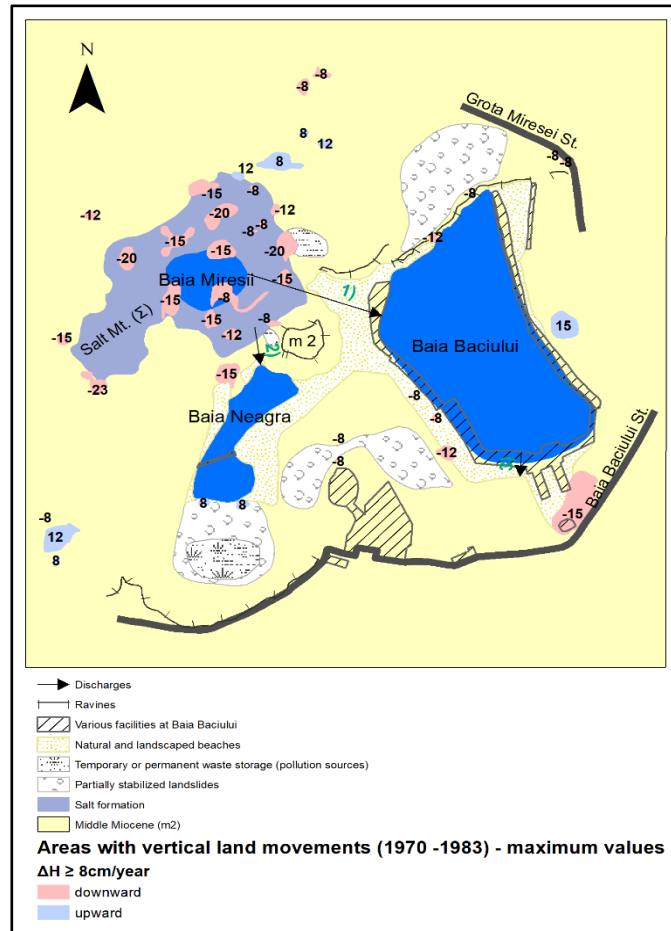 N
-8
-8
Grota Miresei St.
8
12
-8
-8
12
8
-8
-8
-15
-12
-12
-20
-8
-8
-12
-15
-20
-20
-15
-15
Baia Miresii
1)
-15
-8
15
Salt Mt. (Σ)
-15
-8
-12
m 2
2)
-15
Baia Baciului
-23
-15
Baia Neagra
-8
-8
-8
-12
-8
Baia Baciului St.
8
8
-8
12
8
-15
Discharges
Ravines
Various facilities at Baia Baciului
Natural and landscaped beaches
Temporary or permanent waste storage (pollution sources)
Partially stabilized landslides
Salt formation
Middle Miocene (m2)
Areas with vertical land movements (1970 -1983) - maximum values
ΔH ≥ 8cm/year
downward
upward